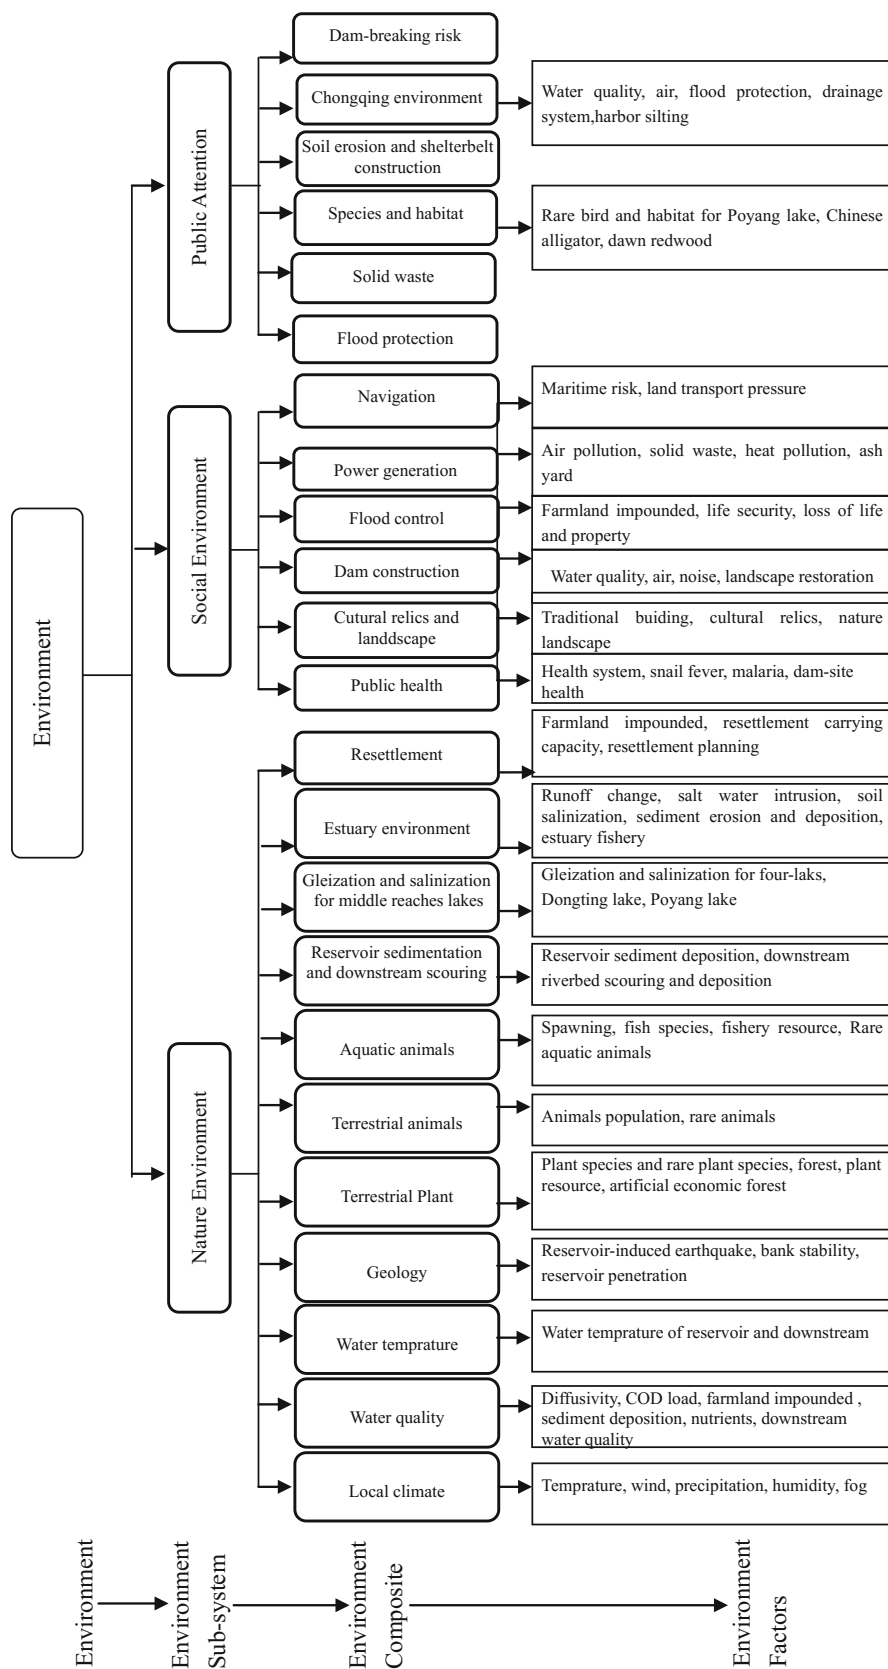 Environment
Public Attention
Dam-breaking risk
Chongqing environment
Water quality, air, flood protection, drainage
system,harbor silting
Soil erosion and shelterbelt
construction
Species and habitat
Rare bird and habitat for Poyang lake, Chinese
alligator, dawn redwood
Solid waste
Flood protection
Social Environment
Navigation
Maritime risk, land transport pressure
Power generation
Air pollution, solid waste, heat pollution, ash
yard
Flood control
Farmland impounded, life security, loss of life
and property
Dam construction
Water quality, air, noise, landscape restoration
Cutural relics and
landdscape
Traditional buiding, cultural relics, nature
landscape
Public health
Health system, snail fever, malaria, dam-site
health
Nature Environment
Resettlement
Farmland impounded, resettlement carrying
capacity, resettlement planning
Estuary environment
Runoff change, salt water intrusion, soil
salinization, sediment erosion and deposition,
estuary fishery
Gleization and salinization
for middle reaches lakes
Gleization and salinization for four-laks,
Dongting lake, Poyang lake
Reservoir sedimentation
and downstream scouring
Reservoir sediment deposition, downstream
riverbed scouring and deposition
Aquatic animals
Spawning, fish species, fishery resource, Rare
aquatic animals
Terrestrial animals
Animals population, rare animals
Terrestrial Plant
Plant species and rare plant species, forest, plant
resource, artificial economic forest
Geology
Reservoir-induced earthquake, bank stability,
reservoir penetration
Water temprature
Water temprature of reservoir and downstream
Water quality
Diffusivity, COD load, farmland impounded ,
sediment deposition, nutrients, downstream
water quality
Local climate
Temprature, wind, precipitation, humidity, fog
Environment
Environment
Sub-system
Environment
Composite
Environment
Factors